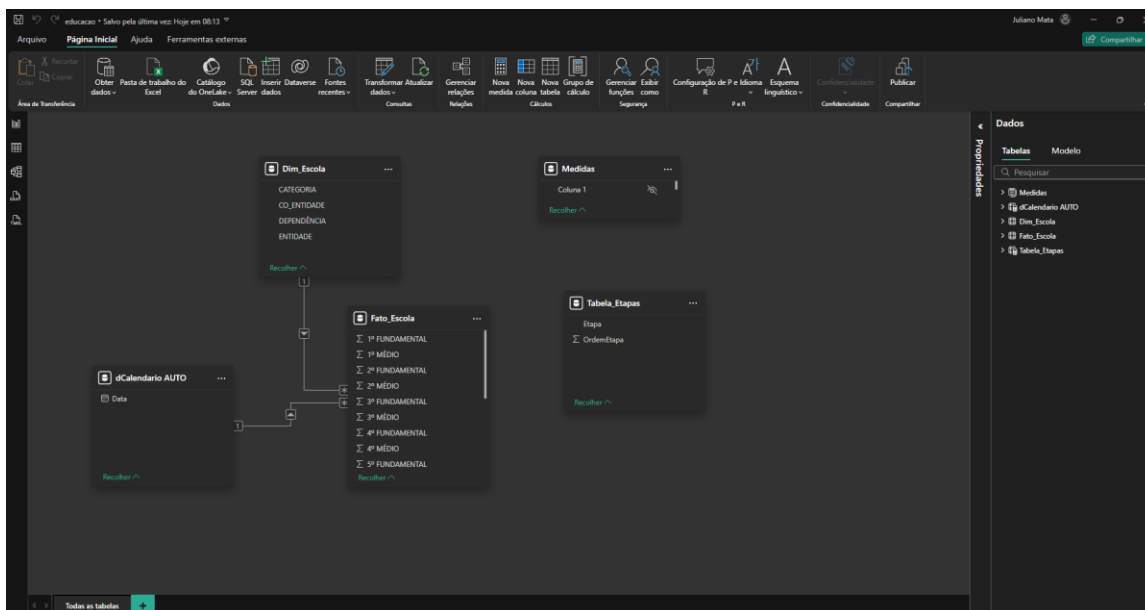 educacao • Salvo pela última vez: Hoje em 08:13
Juliano Mata
Arquivo Página Inicial Ajuda Ferramentas externas
Compartilhar
Colar
Recortar
Copiar
Obter dados
Pasta de trabalho do Excel
Catálogo do OneLake
SQL Server
Inserir dados
Dataverse
Fontes recentes
Transformar dados
Atualizar
Gerenciar relações
Nova medida
Nova coluna
Nova tabela
Grupo de cálculo
Gerenciar funções
Exibir como
Configuração de P e R
Idioma
Esquema linguístico
Confidencialidade
Publicar
Área de Transferência
Dados
Consultas
Relações
Cálculos
Segurança
P e R
Confidencialidade
Compartilhar
Dim_Escola
CATEGORIA
CO_ENTIDADE
DEPENDÊNCIA
ENTIDADE
Recolher
1
Medidas
Coluna 1
Recolher
Tabela_Etapas
Etapa
OrdemEtapa
Recolher
Fato_Escola
1º FUNDAMENTAL
1º MÉDIO
2º FUNDAMENTAL
2º MÉDIO
3º FUNDAMENTAL
3º MÉDIO
4º FUNDAMENTAL
4º MÉDIO
5º FUNDAMENTAL
Recolher
dCalendario AUTO
Data
Recolher
1
Propriedades
Dados
Tabelas Modelo
Pesquisar
Medidas
dCalendario AUTO
Dim_Escola
Fato_Escola
Tabela_Etapas
Todas as tabelas